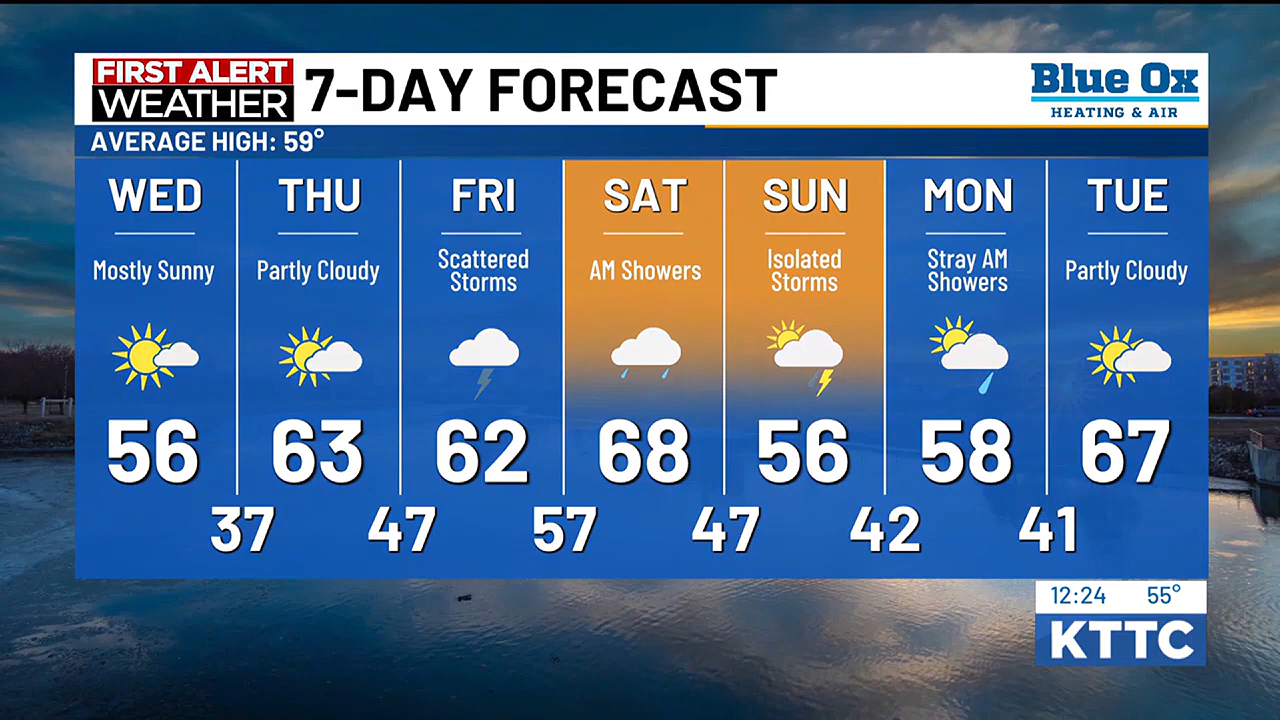 FIRST ALERT
WEATHER
7-DAY FORECAST
Blue Ox
HEATING & AIR
AVERAGE HIGH: 59°
WED
THU
FRI
SAT
SUN
MON
TUE
Mostly Sunny
Partly Cloudy
Scattered
Storms
AM Showers
Isolated
Storms
Stray AM
Showers
Partly Cloudy
56
63
62
68
56
58
67
37
47
57
47
42
41
12:24 55°
KTTC